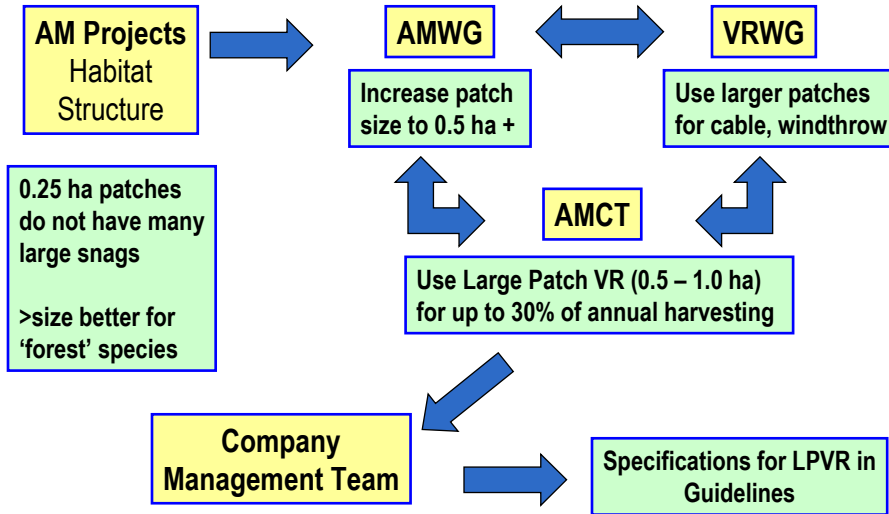 AM Projects
Habitat
Structure
AMWG
VRWG
Increase patch
size to 0.5 ha +
Use larger patches
for cable, windthrow
0.25 ha patches
do not have many
large snags
>size better for
‘forest’ species
AMCT
Use Large Patch VR (0.5 – 1.0 ha)
for up to 30% of annual harvesting
Company
Management Team
Specifications for LPVR in
Guidelines